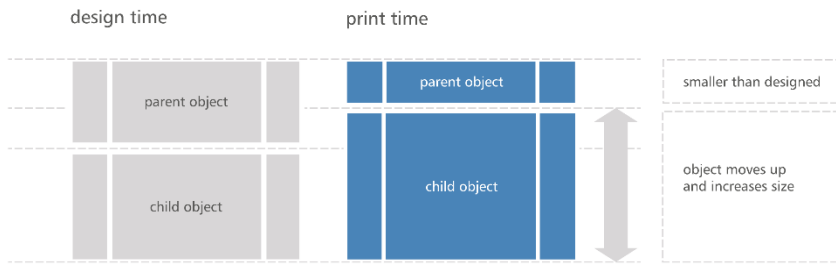 design time
print time
parent object
parent object
smaller than designed
child object
child object
object moves up
and increases size